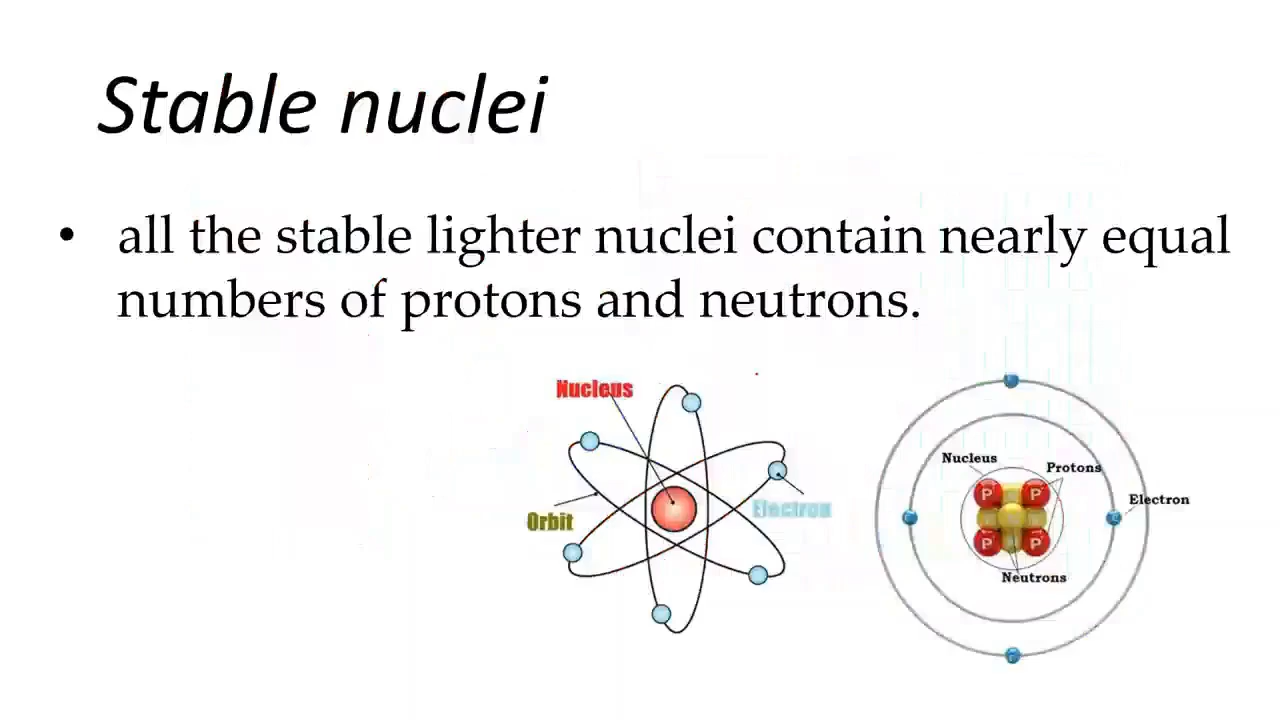 Stable nuclei
• all the stable lighter nuclei contain nearly equal
numbers of protons and neutrons.
Nucleus
Orbit
Electron
Nucleus
Protons
Electron
P P
P P
Neutrons